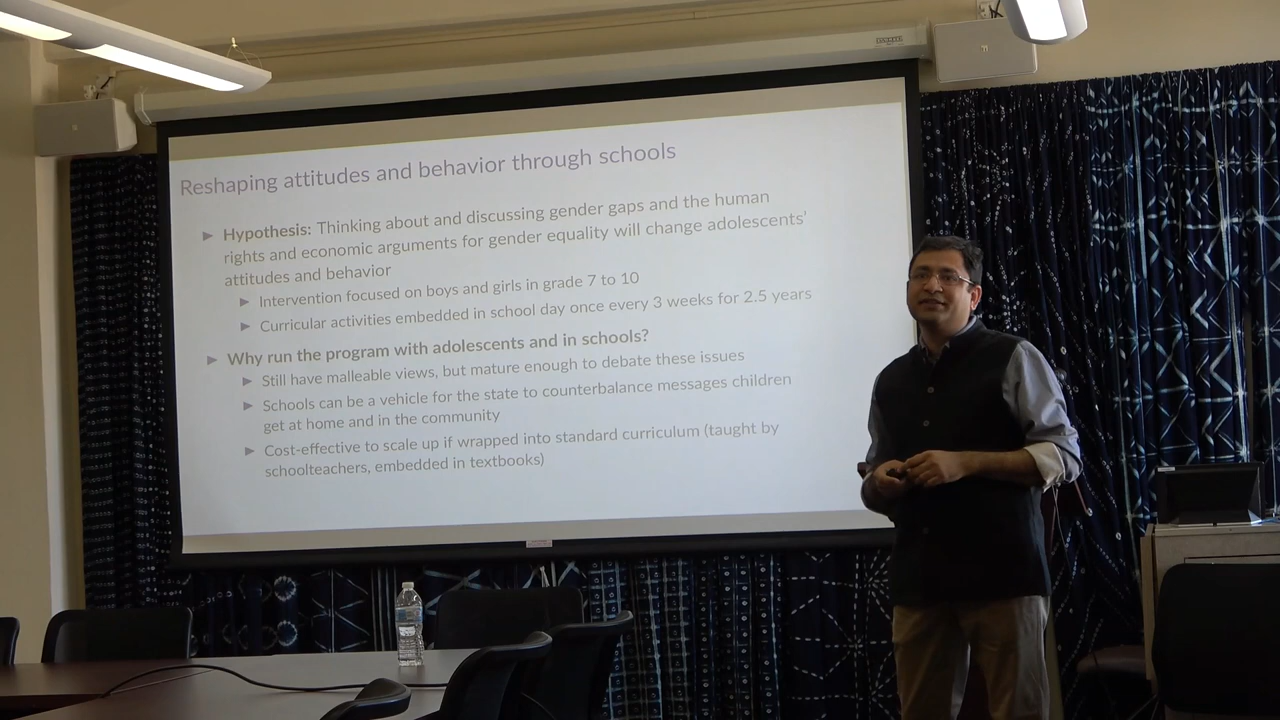 Reshaping attitudes and behavior through schools
▶ Hypothesis: Thinking about and discussing gender gaps and the human
rights and economic arguments for gender equality will change adolescents'
attitudes and behavior
▶ Intervention focused on boys and girls in grade 7 to 10
▶ Curricular activities embedded in school day once every 3 weeks for 2.5 years
▶ Why run the program with adolescents and in schools?
▶ Still have malleable views, but mature enough to debate these issues
▶ Schools can be a vehicle for the state to counterbalance messages children
get at home and in the community
▶ Cost-effective to scale up if wrapped into standard curriculum (taught by
schoolteachers, embedded in textbooks)